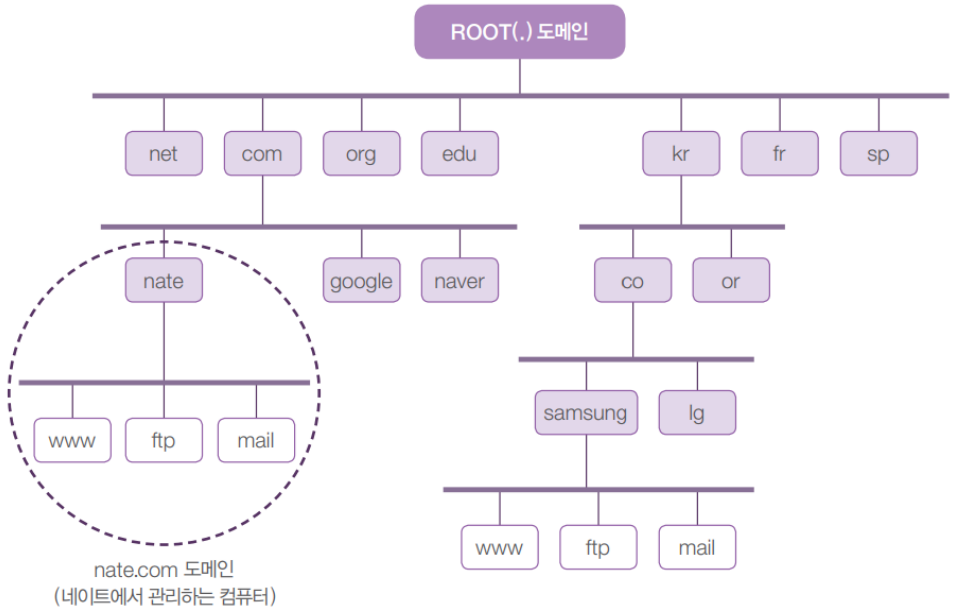 ROOT(.) 도메인
net com org edu kr fr sp
nate google naver co or
samsung lg
www ftp mail
www ftp mail
nate.com 도메인
(네이트에서 관리하는 컴퓨터)